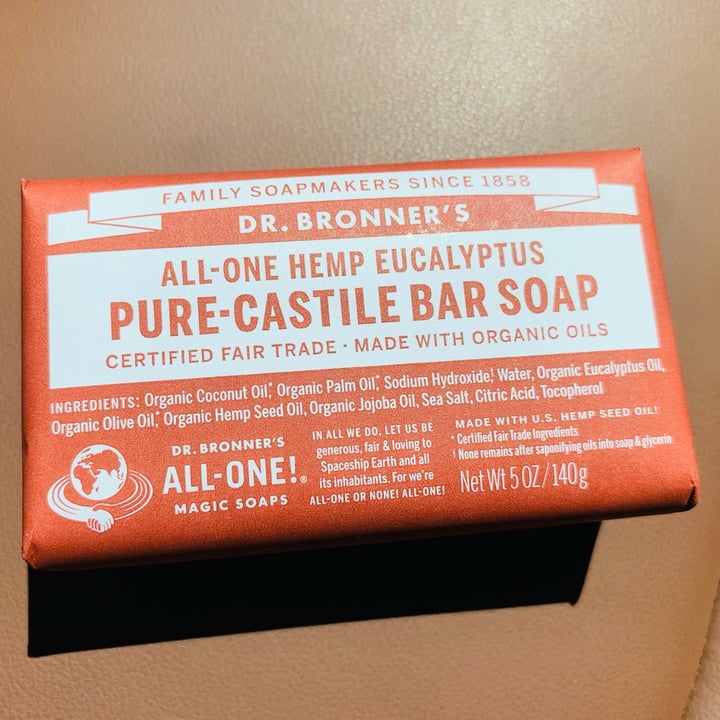 FAMILY SOAPMAKERS SINCE 1858
DR. BRONNER'S
ALL-ONE HEMP EUCALYPTUS
PURE-CASTILE BAR SOAP
CERTIFIED FAIR TRADE · MADE WITH ORGANIC OILS
INGREDIENTS: Organic Coconut Oil,* Organic Palm Oil,* Sodium Hydroxide,† Water, Organic Eucalyptus Oil,
Organic Olive Oil,* Organic Hemp Seed Oil, Organic Jojoba Oil, Sea Salt, Citric Acid, Tocopherol
DR. BRONNER'S
ALL-ONE!®
MAGIC SOAPS
IN ALL WE DO, LET US BE
generous, fair & loving to
Spaceship Earth and all
its inhabitants. For we're
ALL-ONE OR NONE! ALL-ONE!
MADE WITH U.S. HEMP SEED OIL!
* Certified Fair Trade Ingredients
† None remains after saponifying oils into soap & glycerin
Net Wt 5 OZ/140g